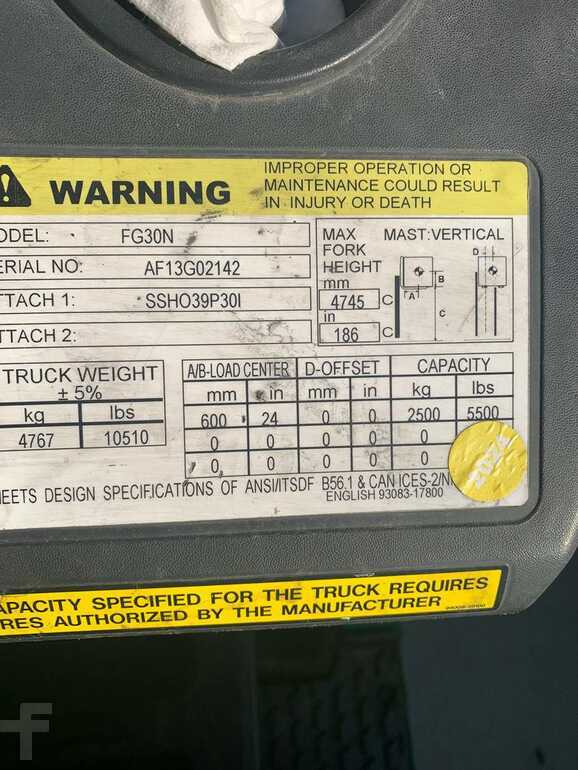 WARNING
IMPROPER OPERATION OR
MAINTENANCE COULD RESULT
IN INJURY OR DEATH
ODEL: FG30N
ERIAL NO: AF13G02142
TTACH 1: SSHO39P30I
TTACH 2:
MAX
FORK
HEIGHT
mm
4745 C
in
186 C
MAST:VERTICAL
D
B
A
C
TRUCK WEIGHT
± 5%
kg lbs
4767 10510
A/B-LOAD CENTER D-OFFSET CAPACITY
mm in mm in kg lbs
600 24 0 0 2500 5500
0 0 0 0 0
0 0 0 0 0
2024
EETS DESIGN SPECIFICATIONS OF ANSI/ITSDF B56.1 & CAN ICES-2/N
ENGLISH 93083-17800
APACITY SPECIFIED FOR THE TRUCK REQUIRES
RES AUTHORIZED BY THE MANUFACTURER